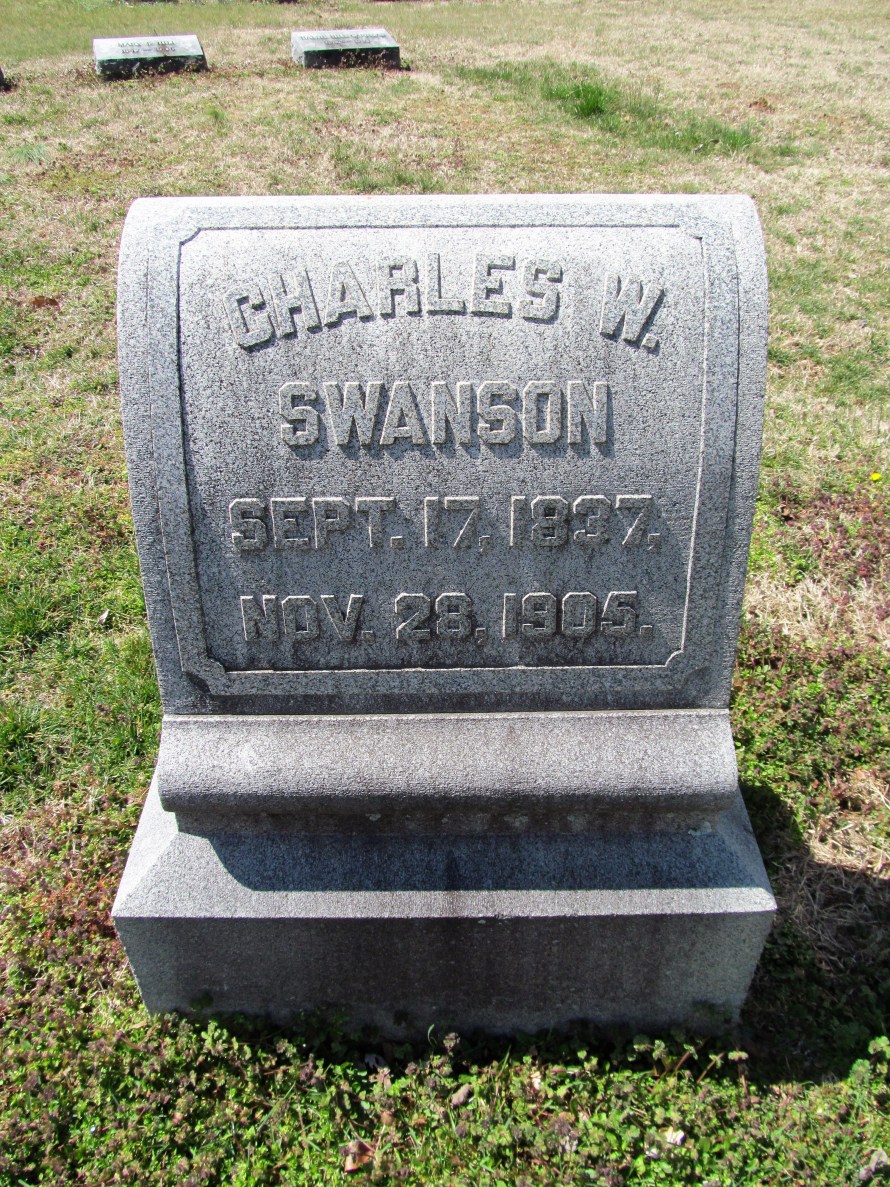 CHARLES W.
SWANSON
SEPT. 17, 1837.
NOV. 28, 1905.